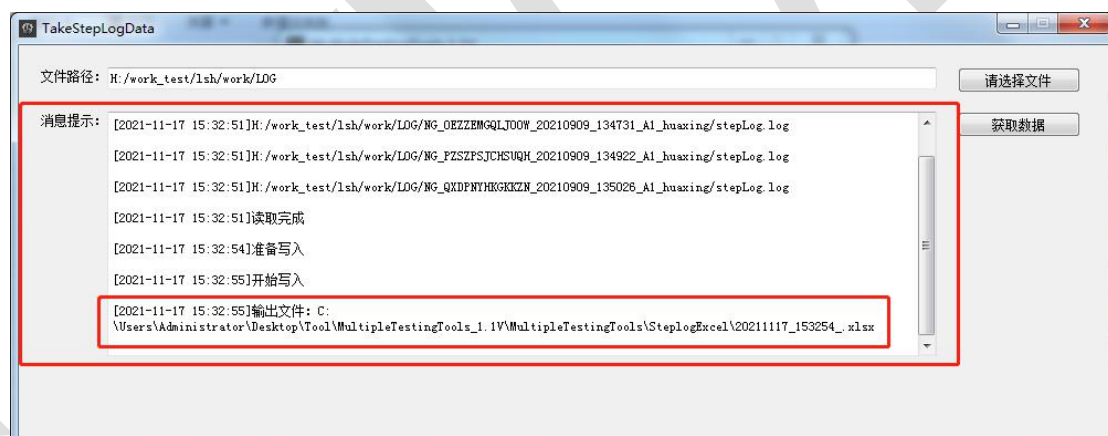 TakeStepLogData
文件路径: H:/work_test/lsh/work/LOG 请选择文件
消息提示: 获取数据
[2021-11-17 15:32:51]H:/work_test/lsh/work/LOG/NG_OEZZEMGQLJOOW_20210909_134731_A1_huaxing/stepLog.log
[2021-11-17 15:32:51]H:/work_test/lsh/work/LOG/NG_PZSZPSJCHSUQH_20210909_134922_A1_huaxing/stepLog.log
[2021-11-17 15:32:51]H:/work_test/lsh/work/LOG/NG_QXDPNYHKGKKZN_20210909_135026_A1_huaxing/stepLog.log
[2021-11-17 15:32:51]读取完成
[2021-11-17 15:32:54]准备写入
[2021-11-17 15:32:55]开始写入
[2021-11-17 15:32:55]输出文件: C:
\Users\Administrator\Desktop\Tool\MultipleTestingTools_1.1V\MultipleTestingTools\SteplogExcel\20211117_153254_.xlsx